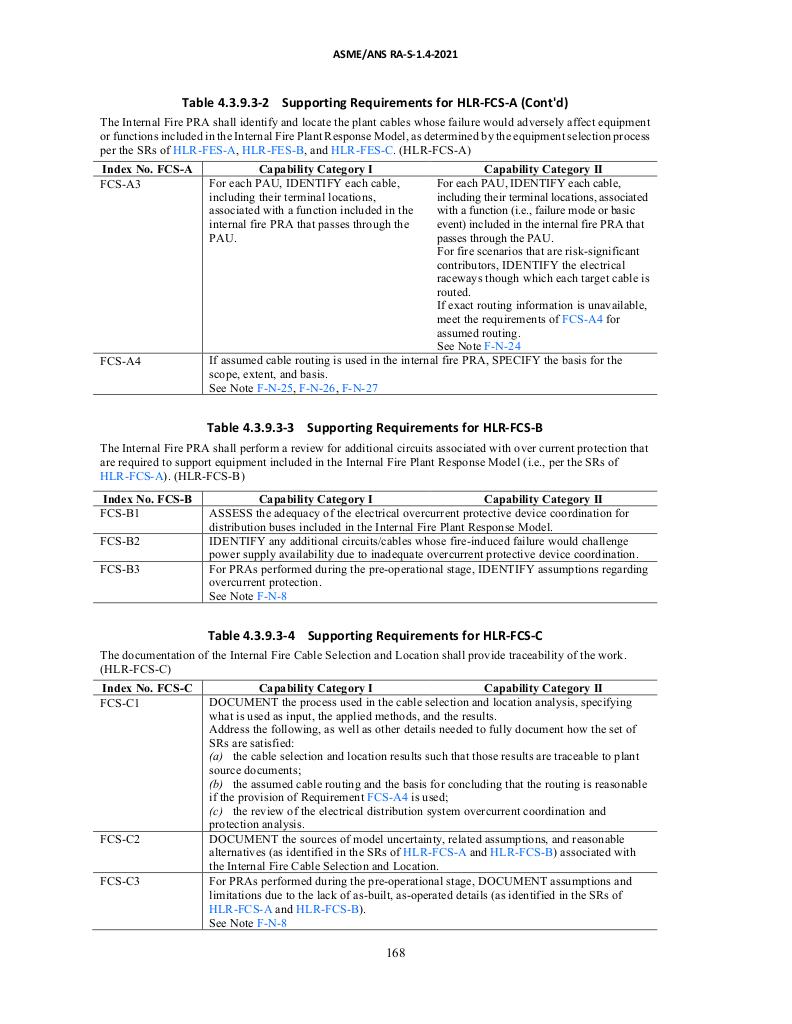 ASME/ANS RA-S-1.4-2021
Table 4.3.9.3-2 Supporting Requirements for HLR-FCS-A (Cont'd)
The Internal Fire PRA shall identify and locate the plant cables whose failure would adversely affect equipment
or functions included in the Internal Fire Plant Response Model, as determined by the equipment selection process
per the SRs of HLR-FES-A, HLR-FES-B, and HLR-FES-C. (HLR-FCS-A)
Index No. FCS-A Capability Category I Capability Category II
FCS-A3
For each PAU, IDENTIFY each cable,
including their terminal locations,
associated with a function included in the
internal fire PRA that passes through the
PAU.
For each PAU, IDENTIFY each cable,
including their terminal locations, associated
with a function (i.e., failure mode or basic
event) included in the internal fire PRA that
passes through the PAU.
For fire scenarios that are risk-significant
contributors, IDENTIFY the electrical
raceways though which each target cable is
routed.
If exact routing information is unavailable,
meet the requirements of FCS-A4 for
assumed routing.
See Note F-N-24
FCS-A4 If assumed cable routing is used in the internal fire PRA, SPECIFY the basis for the
scope, extent, and basis.
See Note F-N-25, F-N-26, F-N-27
Table 4.3.9.3-3 Supporting Requirements for HLR-FCS-B
The Internal Fire PRA shall perform a review for additional circuits associated with over current protection that
are required to support equipment included in the Internal Fire Plant Response Model (i.e., per the SRs of
HLR-FCS-A). (HLR-FCS-B)
Index No. FCS-B Capability Category I Capability Category II
FCS-B1 ASSESS the adequacy of the electrical overcurrent protective device coordination for
distribution buses included in the Internal Fire Plant Response Model.
FCS-B2 IDENTIFY any additional circuits/cables whose fire-induced failure would challenge
power supply availability due to inadequate overcurrent protective device coordination.
FCS-B3 For PRAs performed during the pre-operational stage, IDENTIFY assumptions regarding
overcurrent protection.
See Note F-N-8
Table 4.3.9.3-4 Supporting Requirements for HLR-FCS-C
The documentation of the Internal Fire Cable Selection and Location shall provide traceability of the work.
(HLR-FCS-C)
Index No. FCS-C Capability Category I Capability Category II
FCS-C1 DOCUMENT the process used in the cable selection and location analysis, specifying
what is used as input, the applied methods, and the results.
Address the following, as well as other details needed to fully document how the set of
SRs are satisfied:
(a) the cable selection and location results such that those results are traceable to plant
source documents;
(b) the assumed cable routing and the basis for concluding that the routing is reasonable
if the provision of Requirement FCS-A4 is used;
(c) the review of the electrical distribution system overcurrent coordination and
protection analysis.
FCS-C2 DOCUMENT the sources of model uncertainty, related assumptions, and reasonable
alternatives (as identified in the SRs of HLR-FCS-A and HLR-FCS-B) associated with
the Internal Fire Cable Selection and Location.
FCS-C3 For PRAs performed during the pre-operational stage, DOCUMENT assumptions and
limitations due to the lack of as-built, as-operated details (as identified in the SRs of
HLR-FCS-A and HLR-FCS-B).
See Note F-N-8
168